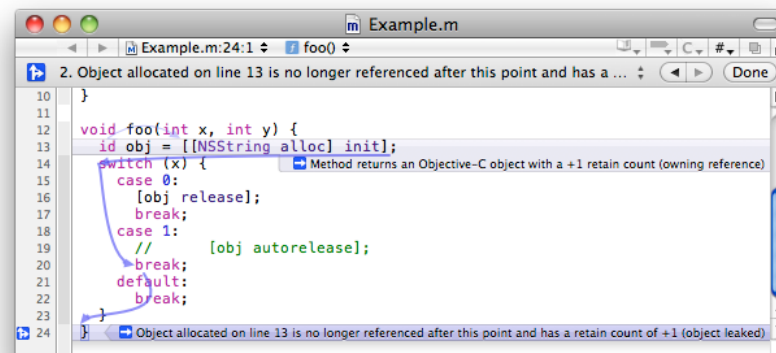 Example.m
Example.m:24:1 foo() C #
2. Object allocated on line 13 is no longer referenced after this point and has a ... Done
10 }
11
12 void foo(int x, int y) {
13 id obj = [[NSString alloc] init];
14 switch (x) { Method returns an Objective-C object with a +1 retain count (owning reference)
15 case 0:
16 [obj release];
17 break;
18 case 1:
19 // [obj autorelease];
20 break;
21 default:
22 break;
23 }
24 } Object allocated on line 13 is no longer referenced after this point and has a retain count of +1 (object leaked)